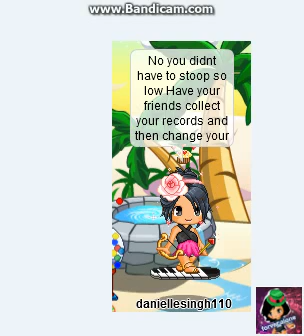 www.Bandicam.com
No you didnt
have to stoop so
low Have your
friends collect
your records and
then change your
daniellesingh110